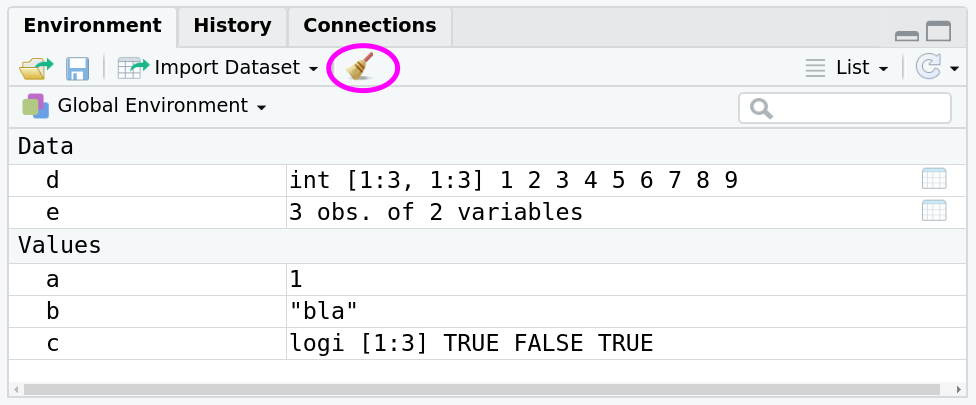 Environment History Connections
Import Dataset List
Global Environment
Data
d int [1:3, 1:3] 1 2 3 4 5 6 7 8 9
e 3 obs. of 2 variables
Values
a 1
b "bla"
c logi [1:3] TRUE FALSE TRUE